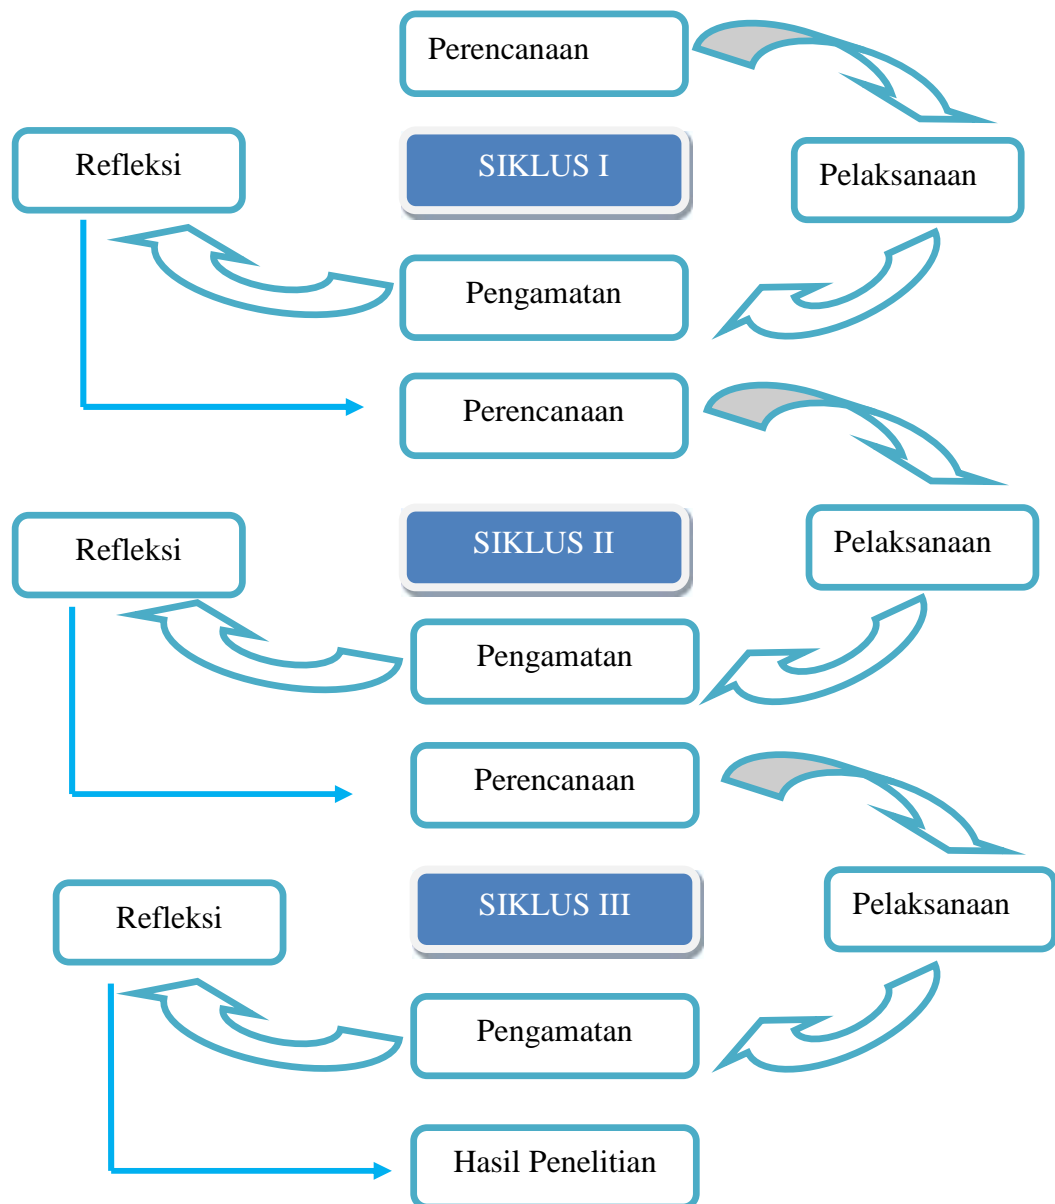 Perencanaan
Refleksi
SIKLUS I
Pelaksanaan
Pengamatan
Perencanaan
Refleksi
SIKLUS II
Pelaksanaan
Pengamatan
Perencanaan
Refleksi
SIKLUS III
Pelaksanaan
Pengamatan
Hasil Penelitian